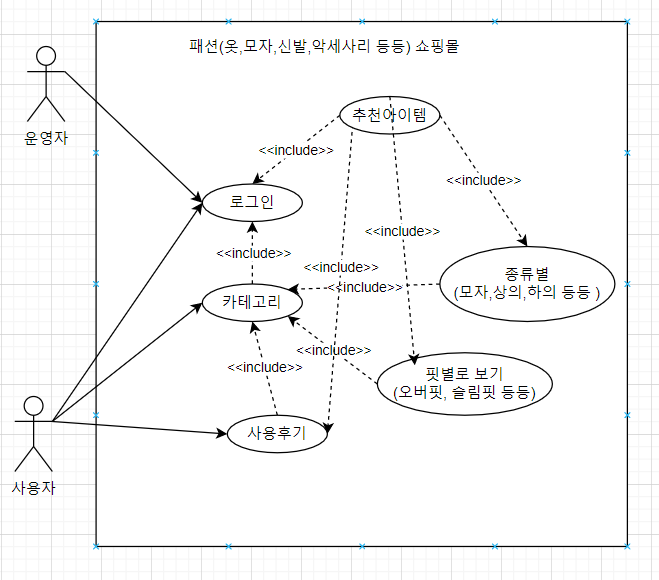 패션(옷,모자,신발,악세사리 등등) 쇼핑몰
운영자
추천아이템
<<include>>
<<include>>
로그인
<<include>>
<<include>>
<<include>>
<<include>>
종류별
(모자,상의,하의 등등 )
카테고리
<<include>>
<<include>>
핏별로 보기
(오버핏, 슬림핏 등등)
<<include>>
사용후기
사용자